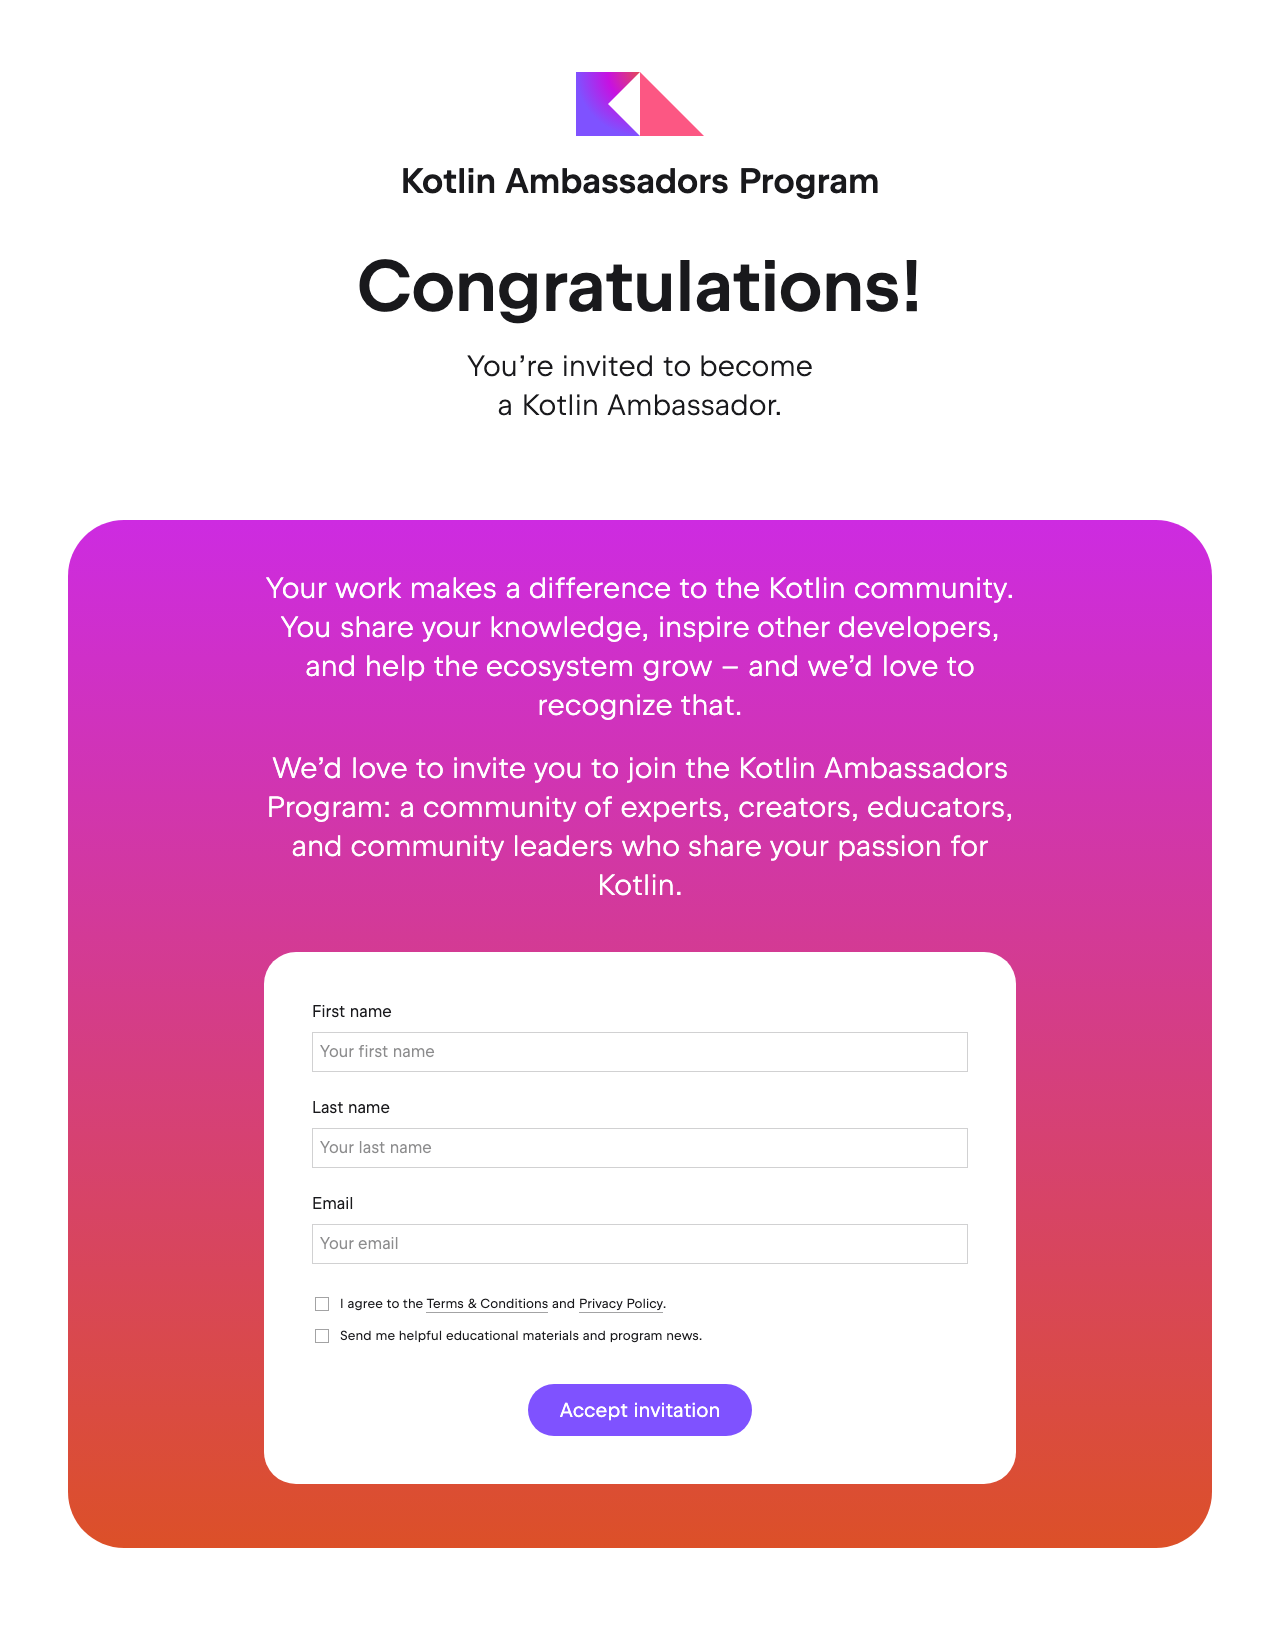 Kotlin Ambassadors Program
Congratulations!
You’re invited to become
a Kotlin Ambassador.
Your work makes a difference to the Kotlin community.
You share your knowledge, inspire other developers,
and help the ecosystem grow – and we’d love to
recognize that.
We’d love to invite you to join the Kotlin Ambassadors
Program: a community of experts, creators, educators,
and community leaders who share your passion for
Kotlin.
First name
Your first name
Last name
Your last name
Email
Your email
I agree to the Terms & Conditions and Privacy Policy.
Send me helpful educational materials and program news.
Accept invitation